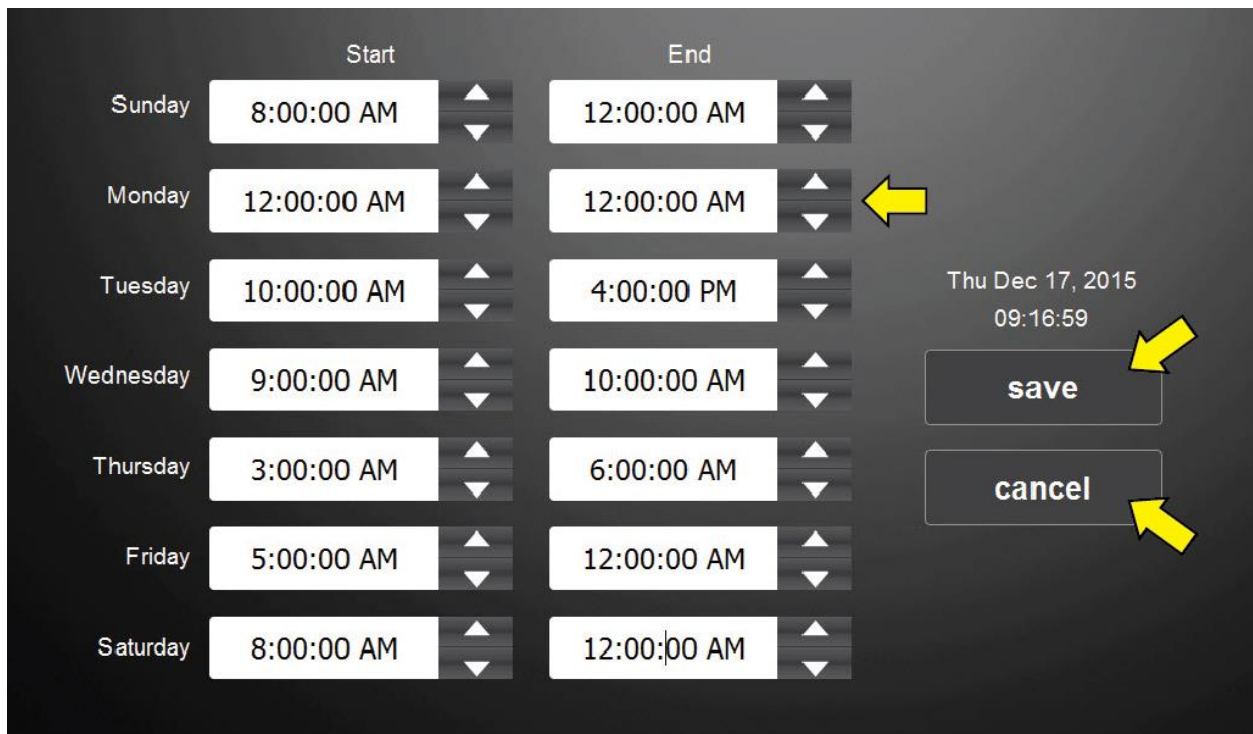 Start End
Sunday 8:00:00 AM 12:00:00 AM
Monday 12:00:00 AM 12:00:00 AM
Tuesday 10:00:00 AM 4:00:00 PM
Thu Dec 17, 2015
09:16:59
Wednesday 9:00:00 AM 10:00:00 AM
save
Thursday 3:00:00 AM 6:00:00 AM
cancel
Friday 5:00:00 AM 12:00:00 AM
Saturday 8:00:00 AM 12:00:00 AM